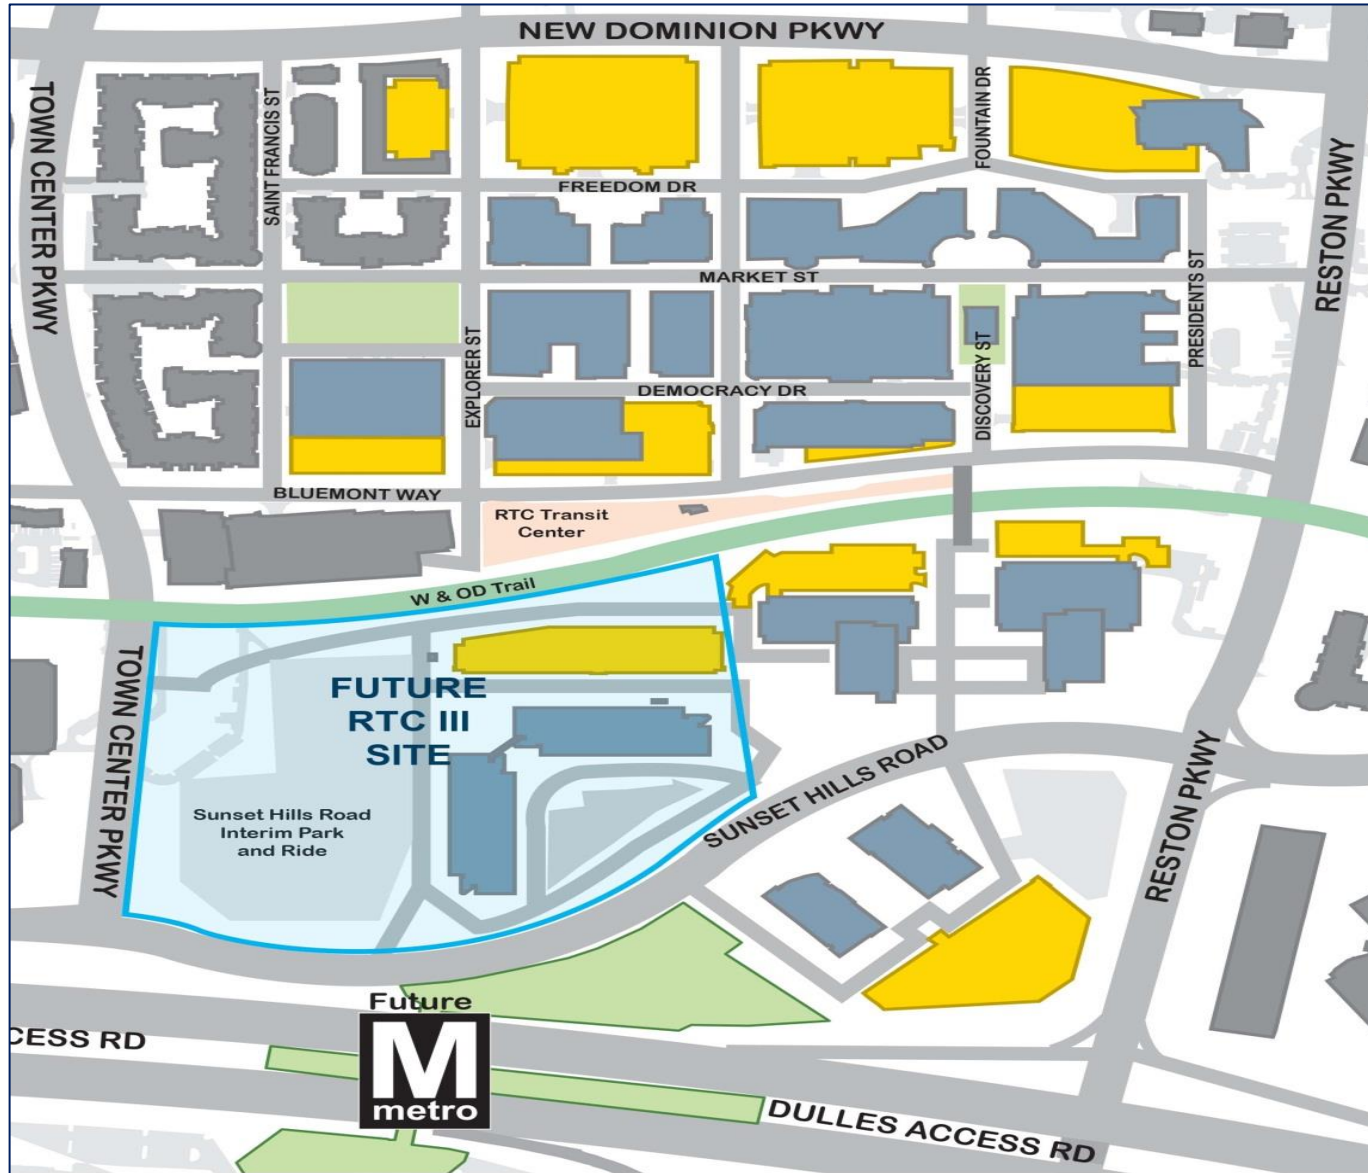 NEW DOMINION PKWY
TOWN CENTER PKWY
SAINT FRANCIS ST
FOUNTAIN DR
FREEDOM DR
RESTON PKWY
MARKET ST
PRESIDENTS ST
EXPLORER ST
DISCOVERY ST
DEMOCRACY DR
BLUEMONT WAY
RTC Transit
Center
W & OD Trail
TOWN CENTER PKWY
FUTURE
RTC III
SITE
Sunset Hills Road
Interim Park
and Ride
SUNSET HILLS ROAD
RESTON PKWY
Future
M
metro
CESS RD
DULLES ACCESS RD